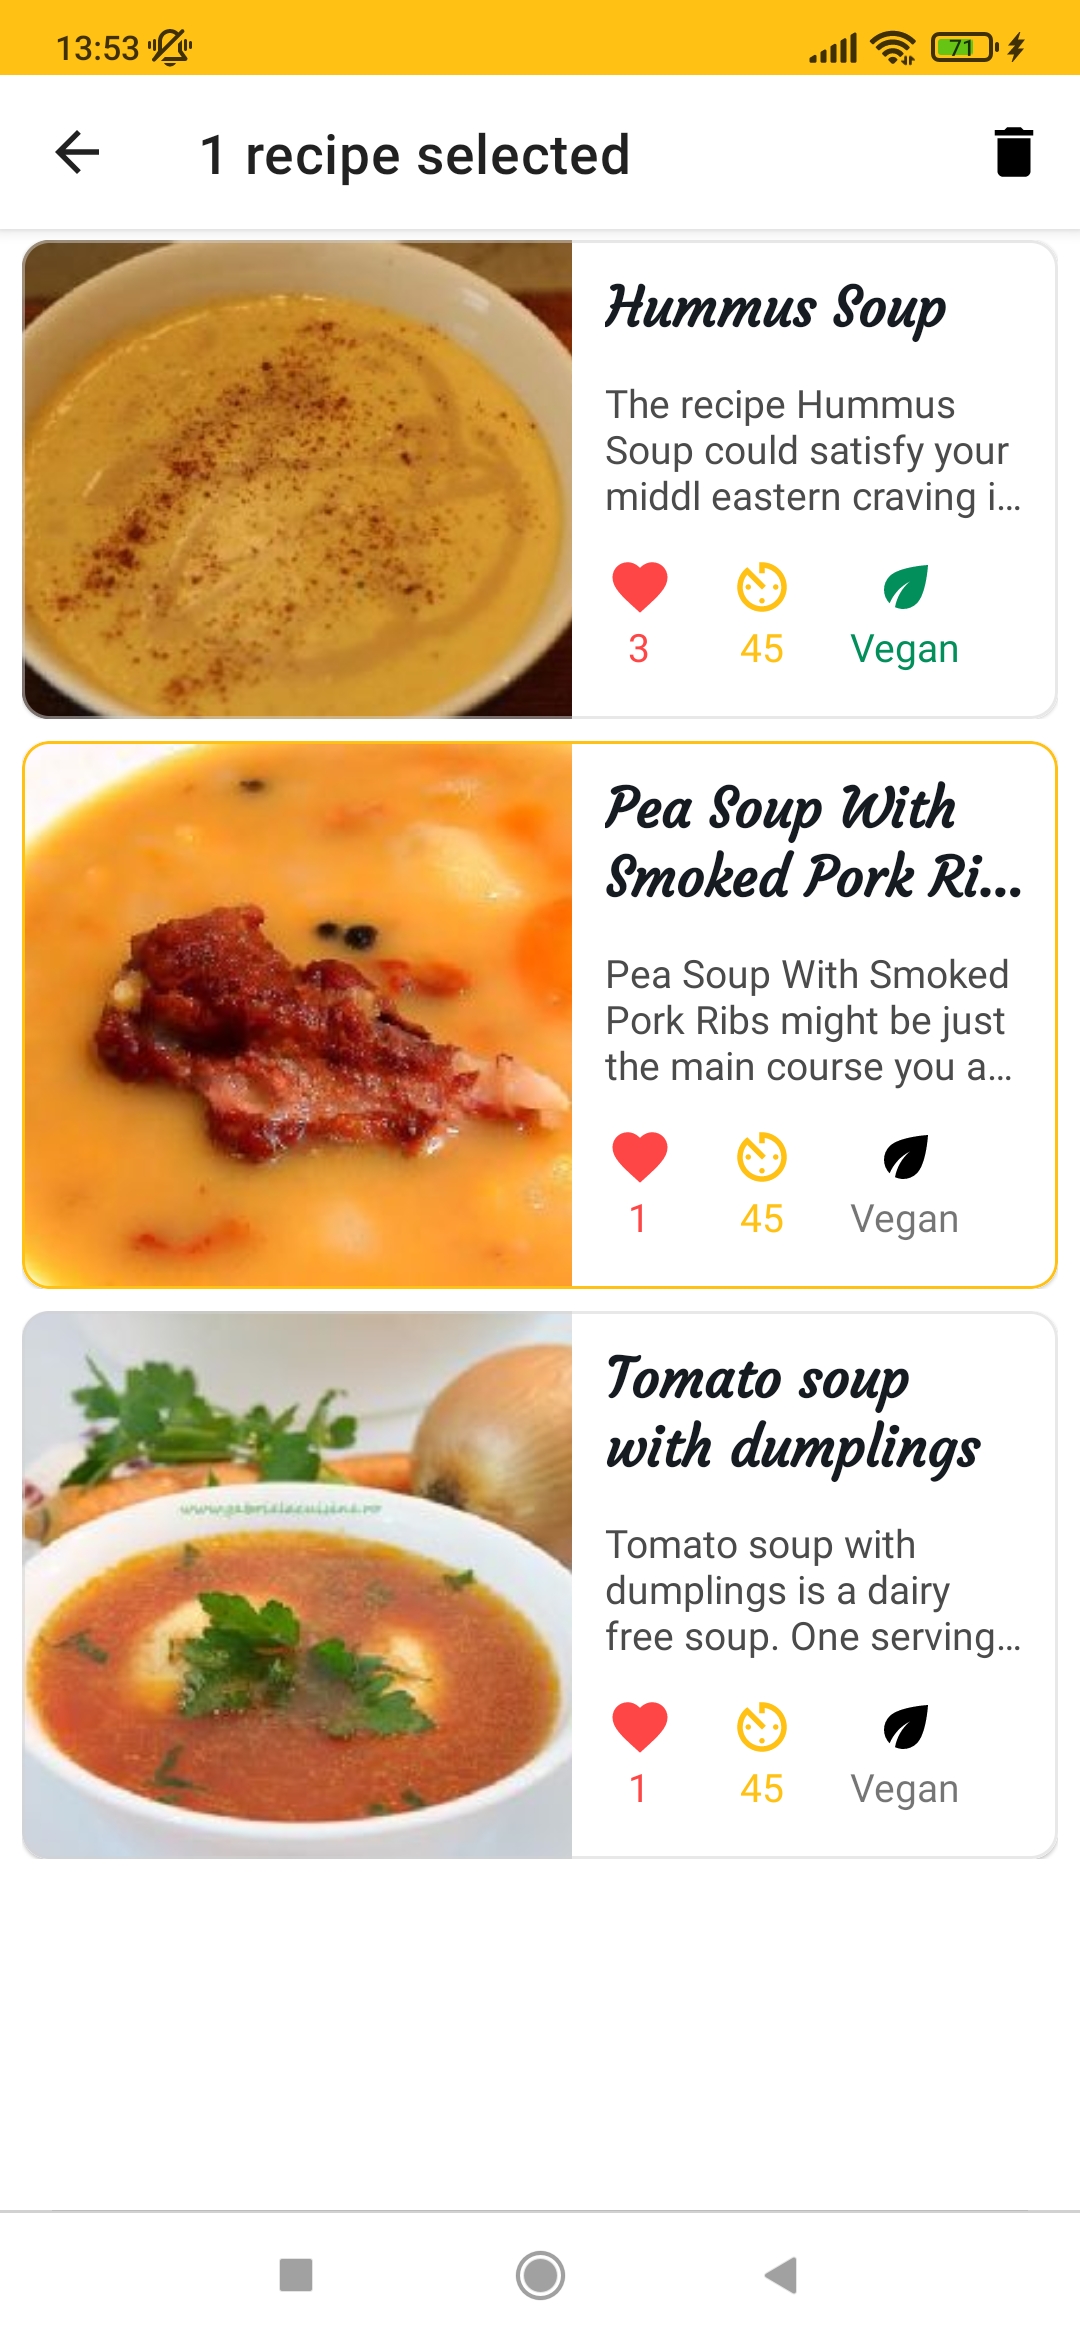 13:53
71
1 recipe selected
Hummus Soup
The recipe Hummus
Soup could satisfy your
middl eastern craving i...
3
45
Vegan
Pea Soup With
Smoked Pork Ri...
Pea Soup With Smoked
Pork Ribs might be just
the main course you a...
1
45
Vegan
www.gabrielacuisine.ro
Tomato soup
with dumplings
Tomato soup with
dumplings is a dairy
free soup. One serving...
1
45
Vegan